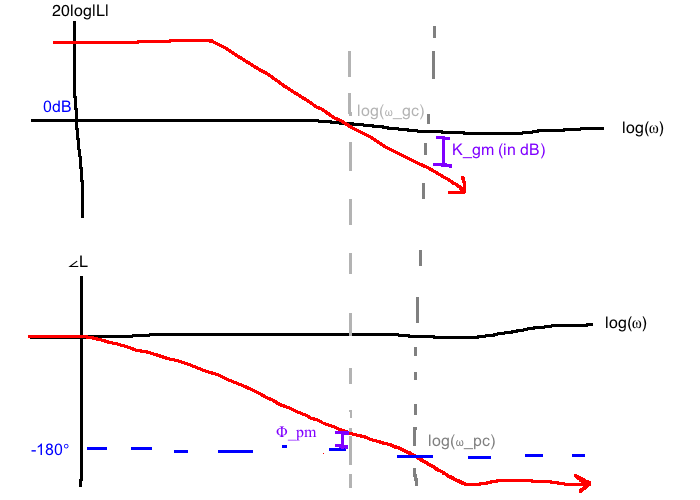 20log|L|
0dB
log(ω_gc)
log(ω)
K_gm (in dB)
∠L
log(ω)
Φ_pm
log(ω_pc)
-180°